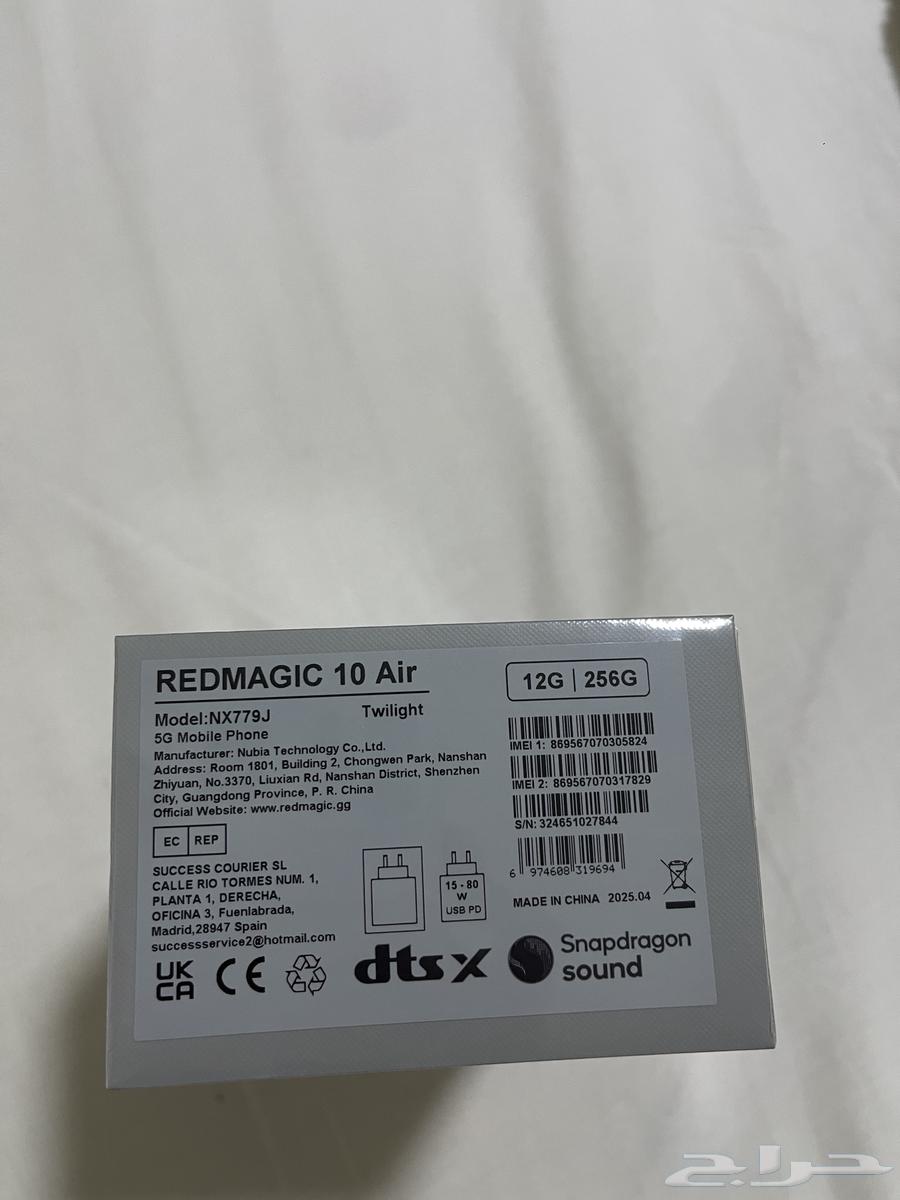 REDMAGIC 10 Air
Twilight
12G | 256G
Model:NX779J
5G Mobile Phone
Manufacturer: Nubia Technology Co.,Ltd.
Address: Room 1801, Building 2, Chongwen Park, Nanshan
Zhiyuan, No.3370, Liuxian Rd, Nanshan District, Shenzhen
City, Guangdong Province, P. R. China
Official Website: www.redmagic.gg
IMEI 1: 869567070305824
IMEI 2: 869567070317829
S/N: 324651027844
6 974608 319694
MADE IN CHINA 2025.04
EC REP
SUCCESS COURIER SL
CALLE RIO TORMES NUM. 1,
PLANTA 1, DERECHA,
OFICINA 3, Fuenlabrada,
Madrid,28947 Spain
successservice2@hotmail.com
15 - 80
W
USB PD
UK
CA
CE
dts x
Snapdragon
sound
حراج